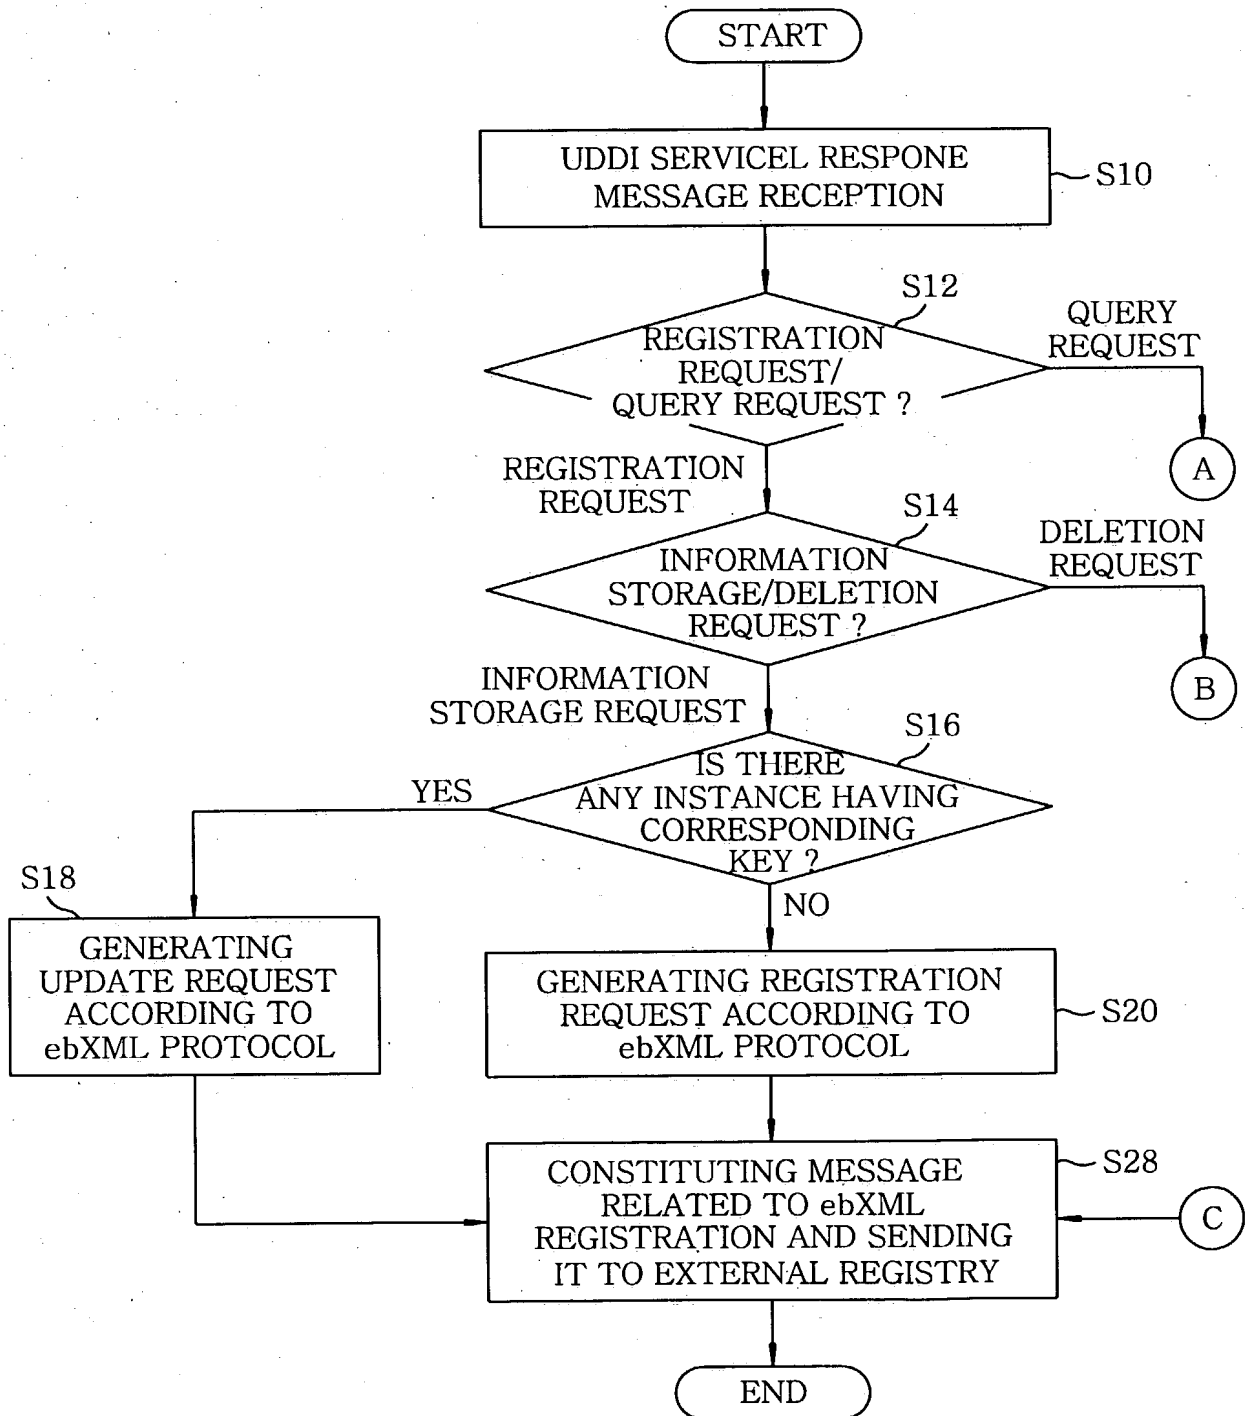 START
UDDI SERVICEL RESPONE
MESSAGE RECEPTION
S10
S12
REGISTRATION
REQUEST/
QUERY REQUEST ?
QUERY
REQUEST
A
REGISTRATION
REQUEST
S14
INFORMATION
STORAGE/DELETION
REQUEST ?
DELETION
REQUEST
B
INFORMATION
STORAGE REQUEST
S16
IS THERE
ANY INSTANCE HAVING
CORRESPONDING
KEY ?
YES
NO
S18
GENERATING
UPDATE REQUEST
ACCORDING TO
ebXML PROTOCOL
GENERATING REGISTRATION
REQUEST ACCORDING TO
ebXML PROTOCOL
S20
CONSTITUTING MESSAGE
RELATED TO ebXML
REGISTRATION AND SENDING
IT TO EXTERNAL REGISTRY
S28
C
END